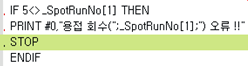 IF 5<>_SpotRunNo[1] THEN
PRINT #0,"용접 회수(";_SpotRunNo[1];") 오류 !!"
STOP
ENDIF